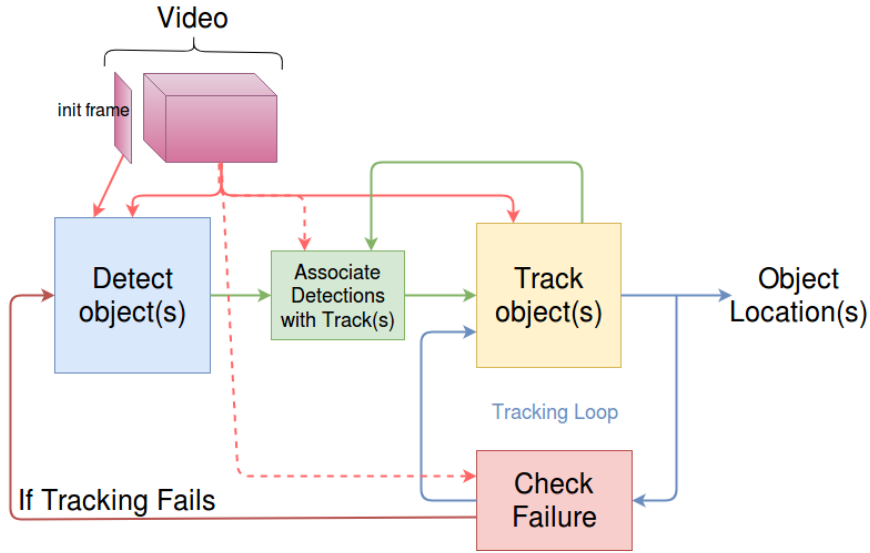 Video
init frame
Detect
object(s)
Associate
Detections
with Track(s)
Track
object(s)
Object
Location(s)
Tracking Loop
Check
Failure
If Tracking Fails